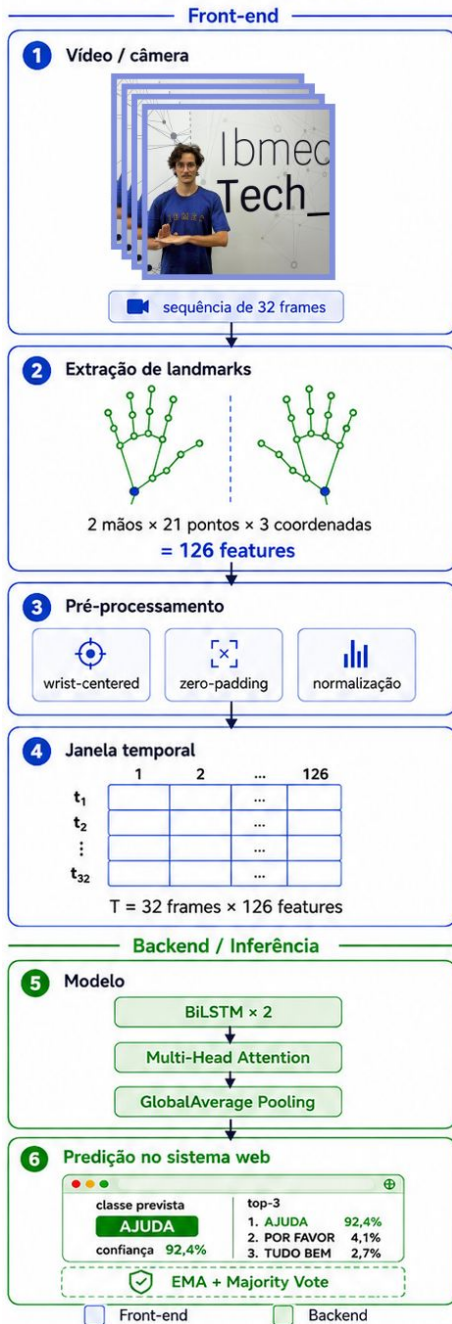 Front-end
1 Vídeo / câmera
Ibmec
Tech_
IBMEC
sequência de 32 frames
2 Extração de landmarks
2 mãos × 21 pontos × 3 coordenadas
= 126 features
3 Pré-processamento
wrist-centered zero-padding normalização
4 Janela temporal
1 2 ... 126
t1 ...
t2 ...
⋮ ...
t32 ...
T = 32 frames × 126 features
Backend / Inferência
5 Modelo
BiLSTM × 2
Multi-Head Attention
GlobalAverage Pooling
6 Predição no sistema web
classe prevista
AJUDA
confiança 92,4%
top-3
1. AJUDA 92,4%
2. POR FAVOR 4,1%
3. TUDO BEM 2,7%
EMA + Majority Vote
Front-end Backend